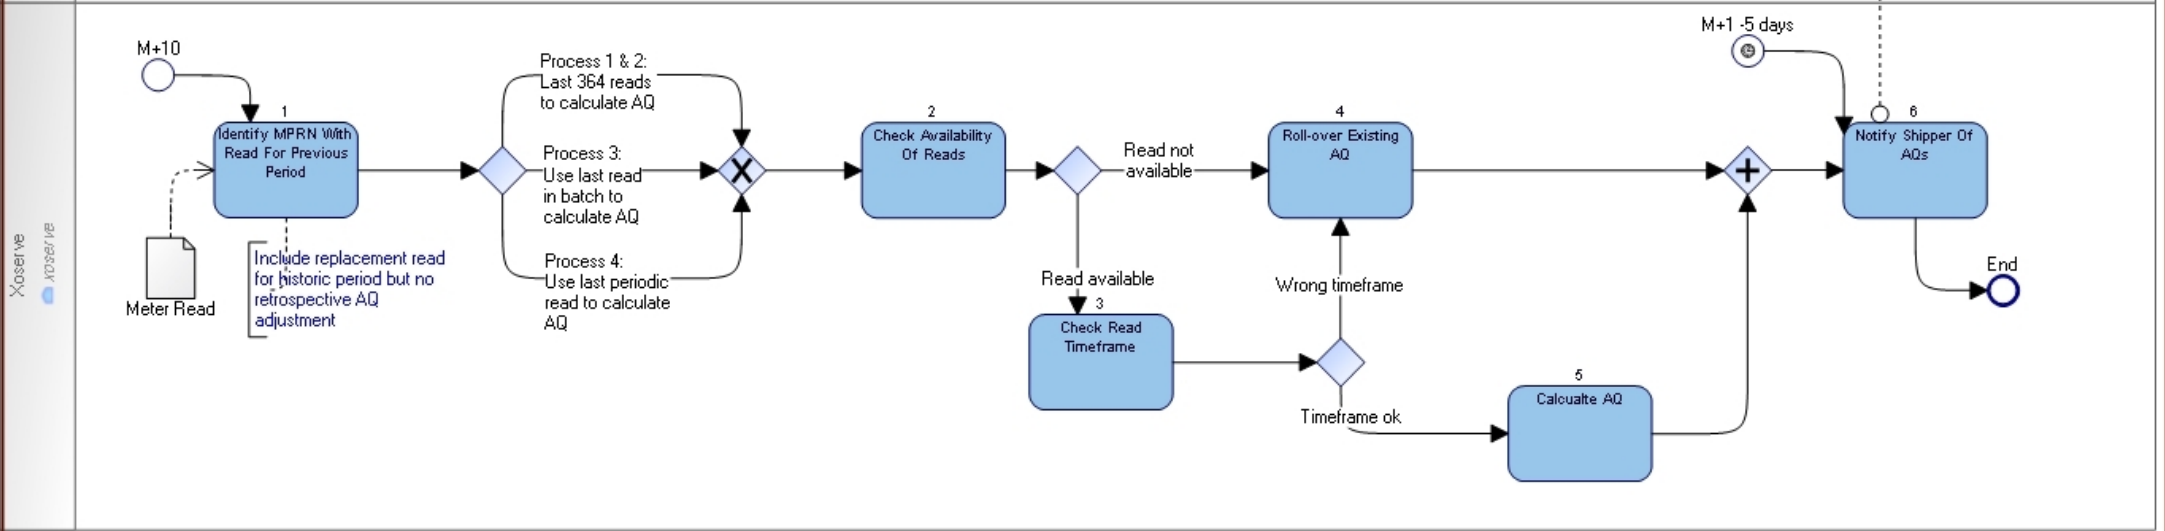 Xoserve
xoserve
M+10
1
Identify MPRN With
Read For Previous
Period
Meter Read
Include replacement read
for historic period but no
retrospective AQ
adjustment
Process 1 & 2:
Last 364 reads
to calculate AQ
Process 3:
Use last read
in batch to
calculate AQ
Process 4:
Use last periodic
read to calculate
AQ
2
Check Availability
Of Reads
Read not
available
Read available
3
Check Read
Timeframe
4
Roll-over Existing
AQ
Wrong timeframe
Timeframe ok
5
Calcualte AQ
M+1 -5 days
6
Notify Shipper Of
AQs
End